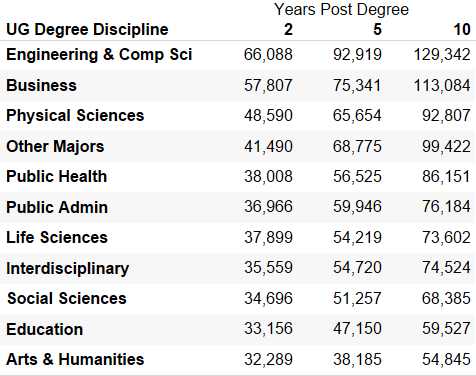 Years Post Degree
UG Degree Discipline 2 5 10
Engineering & Comp Sci 66,088 92,919 129,342
Business 57,807 75,341 113,084
Physical Sciences 48,590 65,654 92,807
Other Majors 41,490 68,775 99,422
Public Health 38,008 56,525 86,151
Public Admin 36,966 59,946 76,184
Life Sciences 37,899 54,219 73,602
Interdisciplinary 35,559 54,720 74,524
Social Sciences 34,696 51,257 68,385
Education 33,156 47,150 59,527
Arts & Humanities 32,289 38,185 54,845